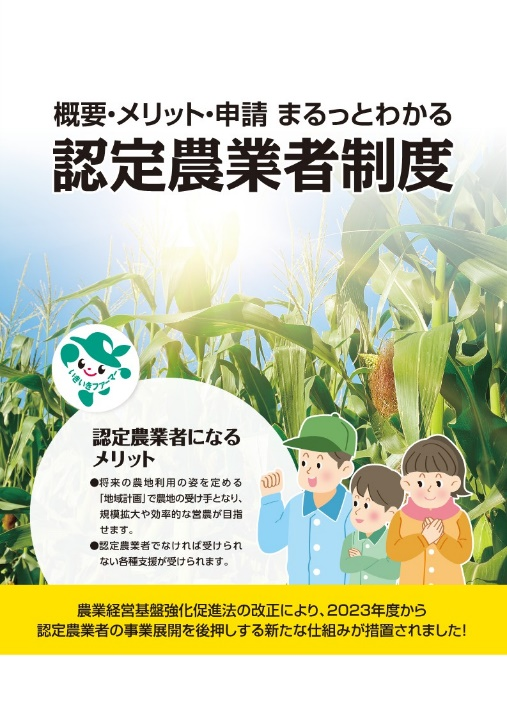 概要・メリット・申請 まるっとわかる
認定農業者制度
いきいきファーマー
認定農業者になる
メリット
●将来の農地利用の姿を定める
「地域計画」で農地の受け手となり、
規模拡大や効率的な営農が目指
せます。
●認定農業者でなければ受けられ
ない各種支援が受けられます。
農業経営基盤強化促進法の改正により、2023年度から
認定農業者の事業展開を後押しする新たな仕組みが措置されました!